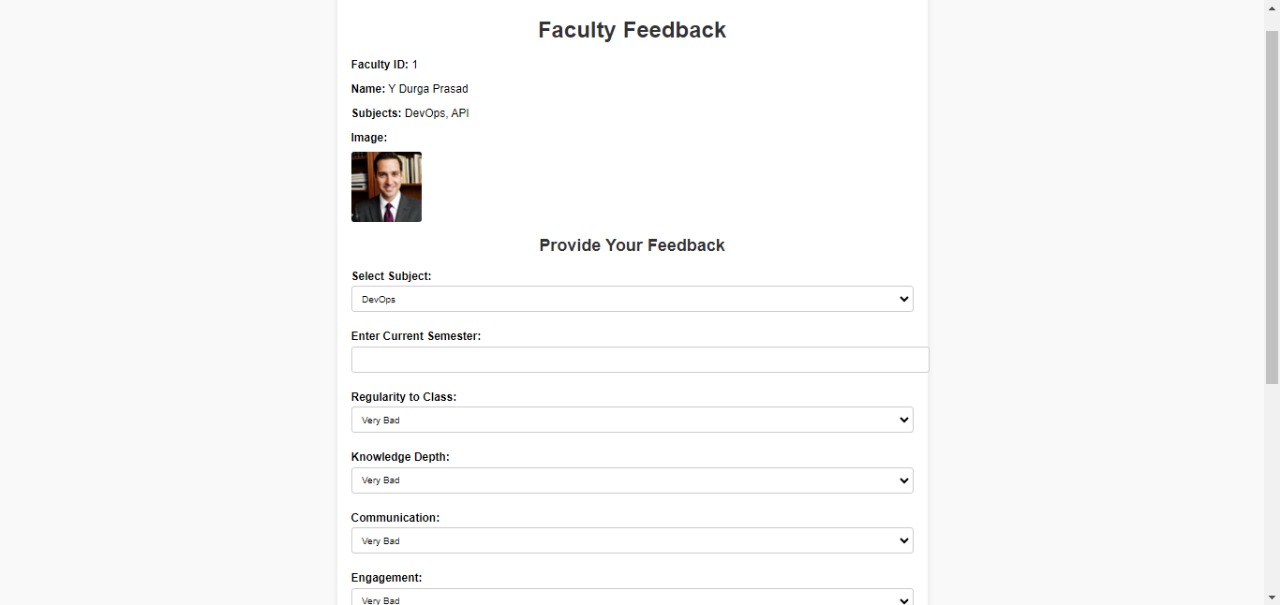 Faculty Feedback
Faculty ID: 1
Name: Y Durga Prasad
Subjects: DevOps, API
Image:
Provide Your Feedback
Select Subject:
DevOps
Enter Current Semester:
Regularity to Class:
Very Bad
Knowledge Depth:
Very Bad
Communication:
Very Bad
Engagement:
Very Bad